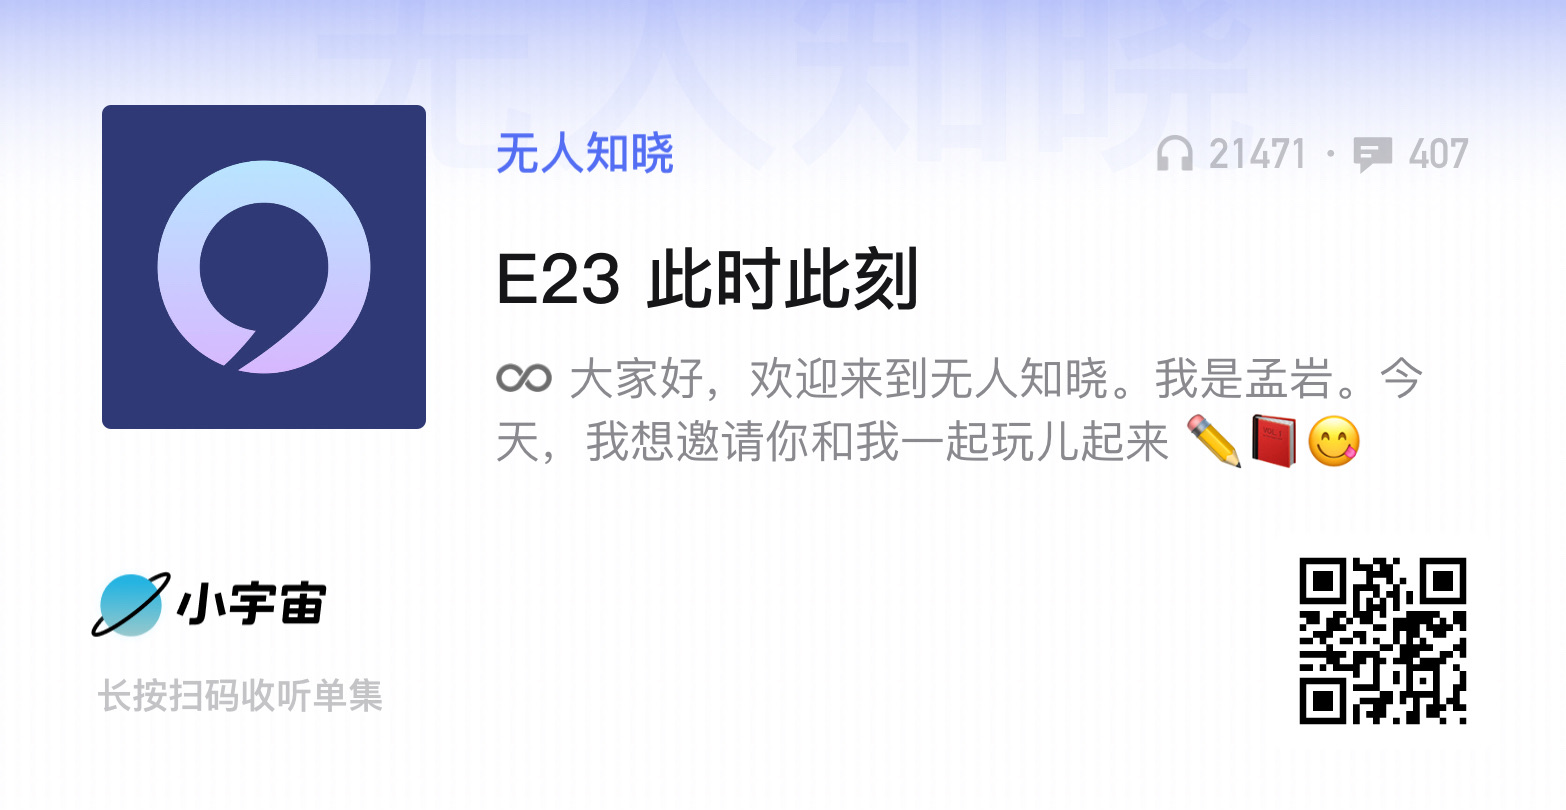 无人知晓
无人知晓
21471 · 407
E23 此时此刻
∞ 大家好，欢迎来到无人知晓。我是孟岩。今
天，我想邀请你和我一起玩儿起来 ✏️📕😋
小宇宙
长按扫码收听单集